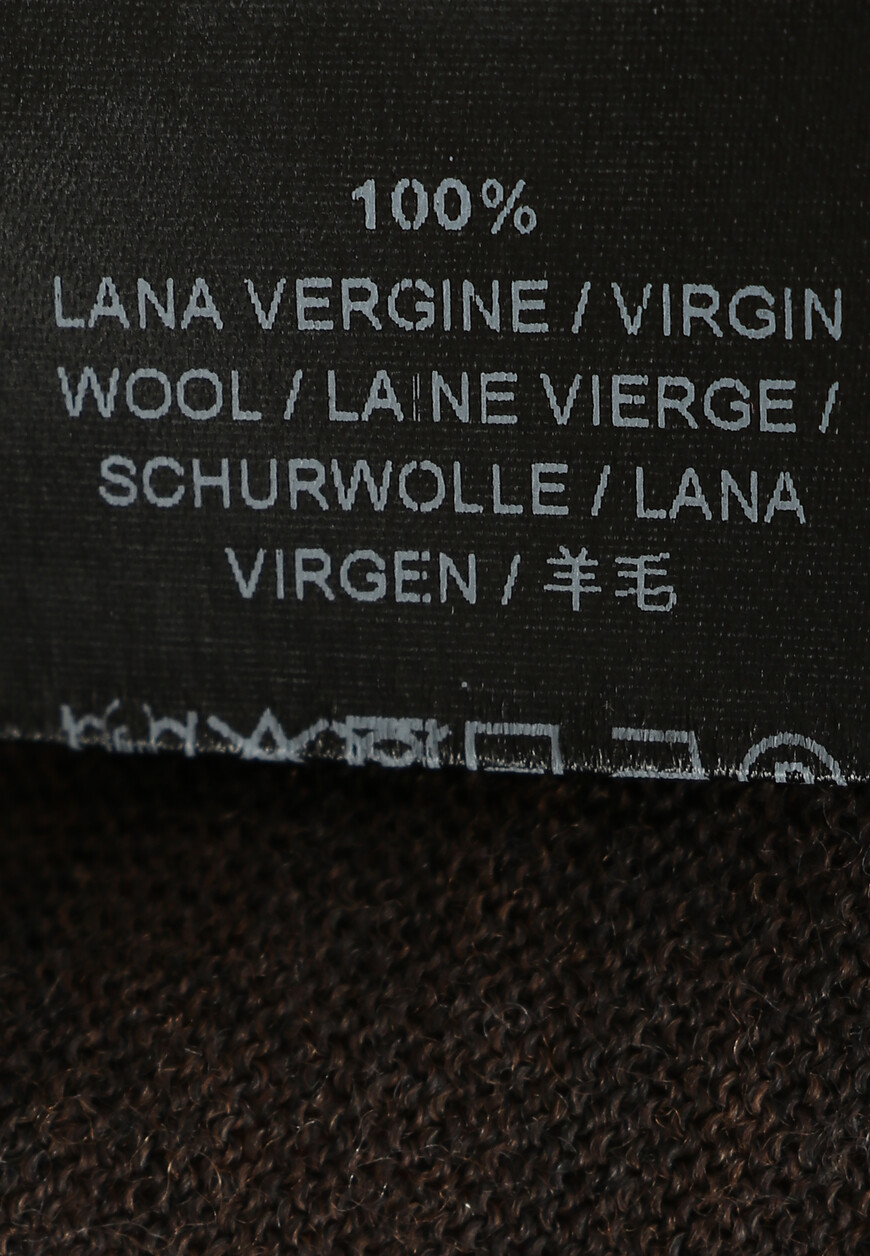 100%
LANA VERGINE / VIRGIN
WOOL / LAINE VIERGE /
SCHURWOLLE / LANA
VIRGEN / 羊毛